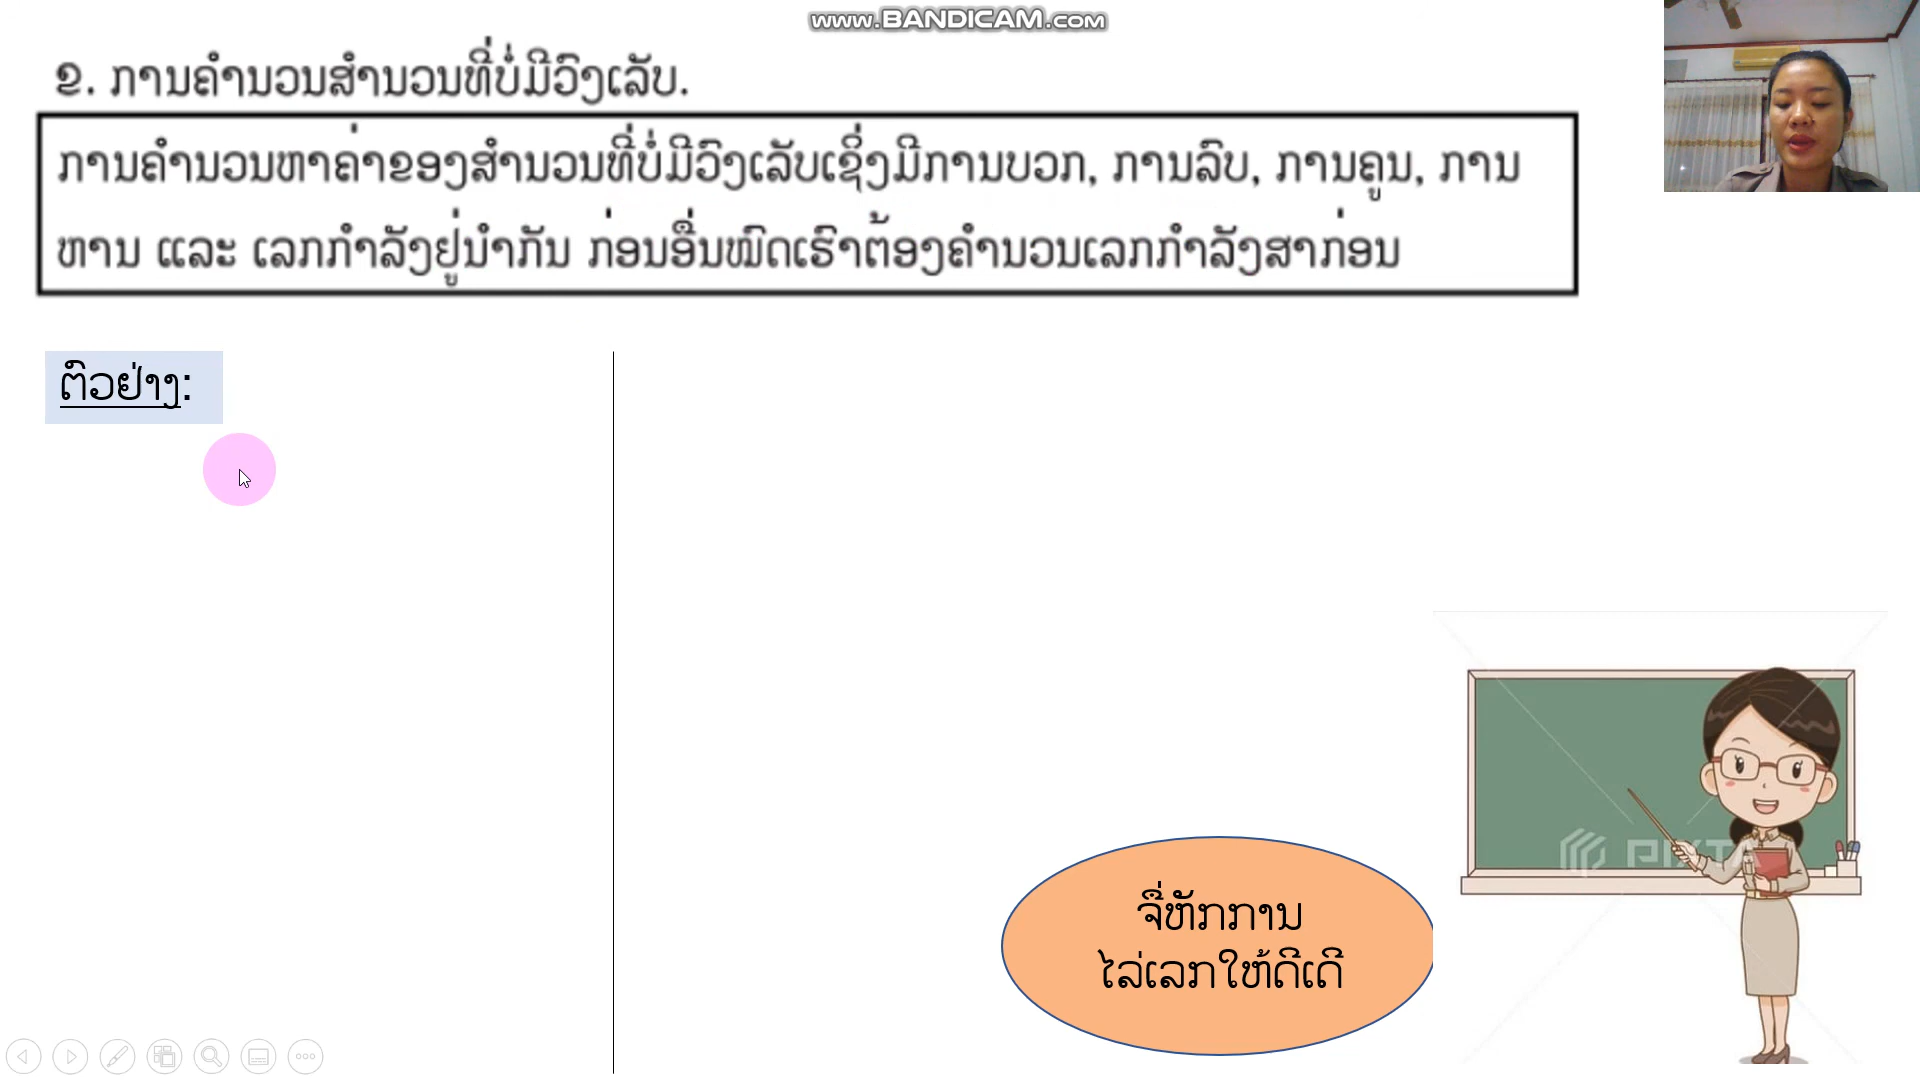 www.BANDICAM.com
ຂ. ການຄຳນວນສຳນວນທີ່ບໍ່ມີວົງເລັບ.
ການຄຳນວນຫາຄ່າຂອງສຳນວນທີ່ບໍ່ມີວົງເລັບເຊິ່ງມີການບວກ, ການລົບ, ການຄູນ, ການ
ຫານ ແລະ ເລກກຳລັງຢູ່ນຳກັນ ກ່ອນອື່ນໝົດເຮົາຕ້ອງຄຳນວນເລກກຳລັງສາກ່ອນ
ຕົວຢ່າງ:
ຈື່ຫັກການ
ໄລ່ເລກໃຫ້ດີເດີ
PIXTA